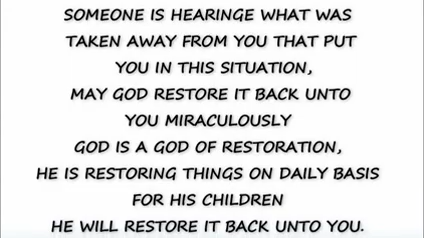 SOMEONE IS HEARINGE WHAT WAS
TAKEN AWAY FROM YOU THAT PUT
YOU IN THIS SITUATION,
MAY GOD RESTORE IT BACK UNTO
YOU MIRACULOUSLY
GOD IS A GOD OF RESTORATION,
HE IS RESTORING THINGS ON DAILY BASIS
FOR HIS CHILDREN
HE WILL RESTORE IT BACK UNTO YOU.